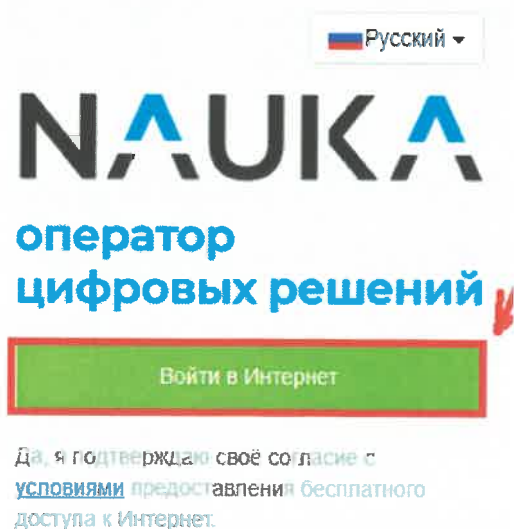 Русский
NAUKA
оператор
цифровых решений
Войти в Интернет
Да, я подтверждаю своё согласие с
условиями предоставления бесплатного
доступа к Интернет.